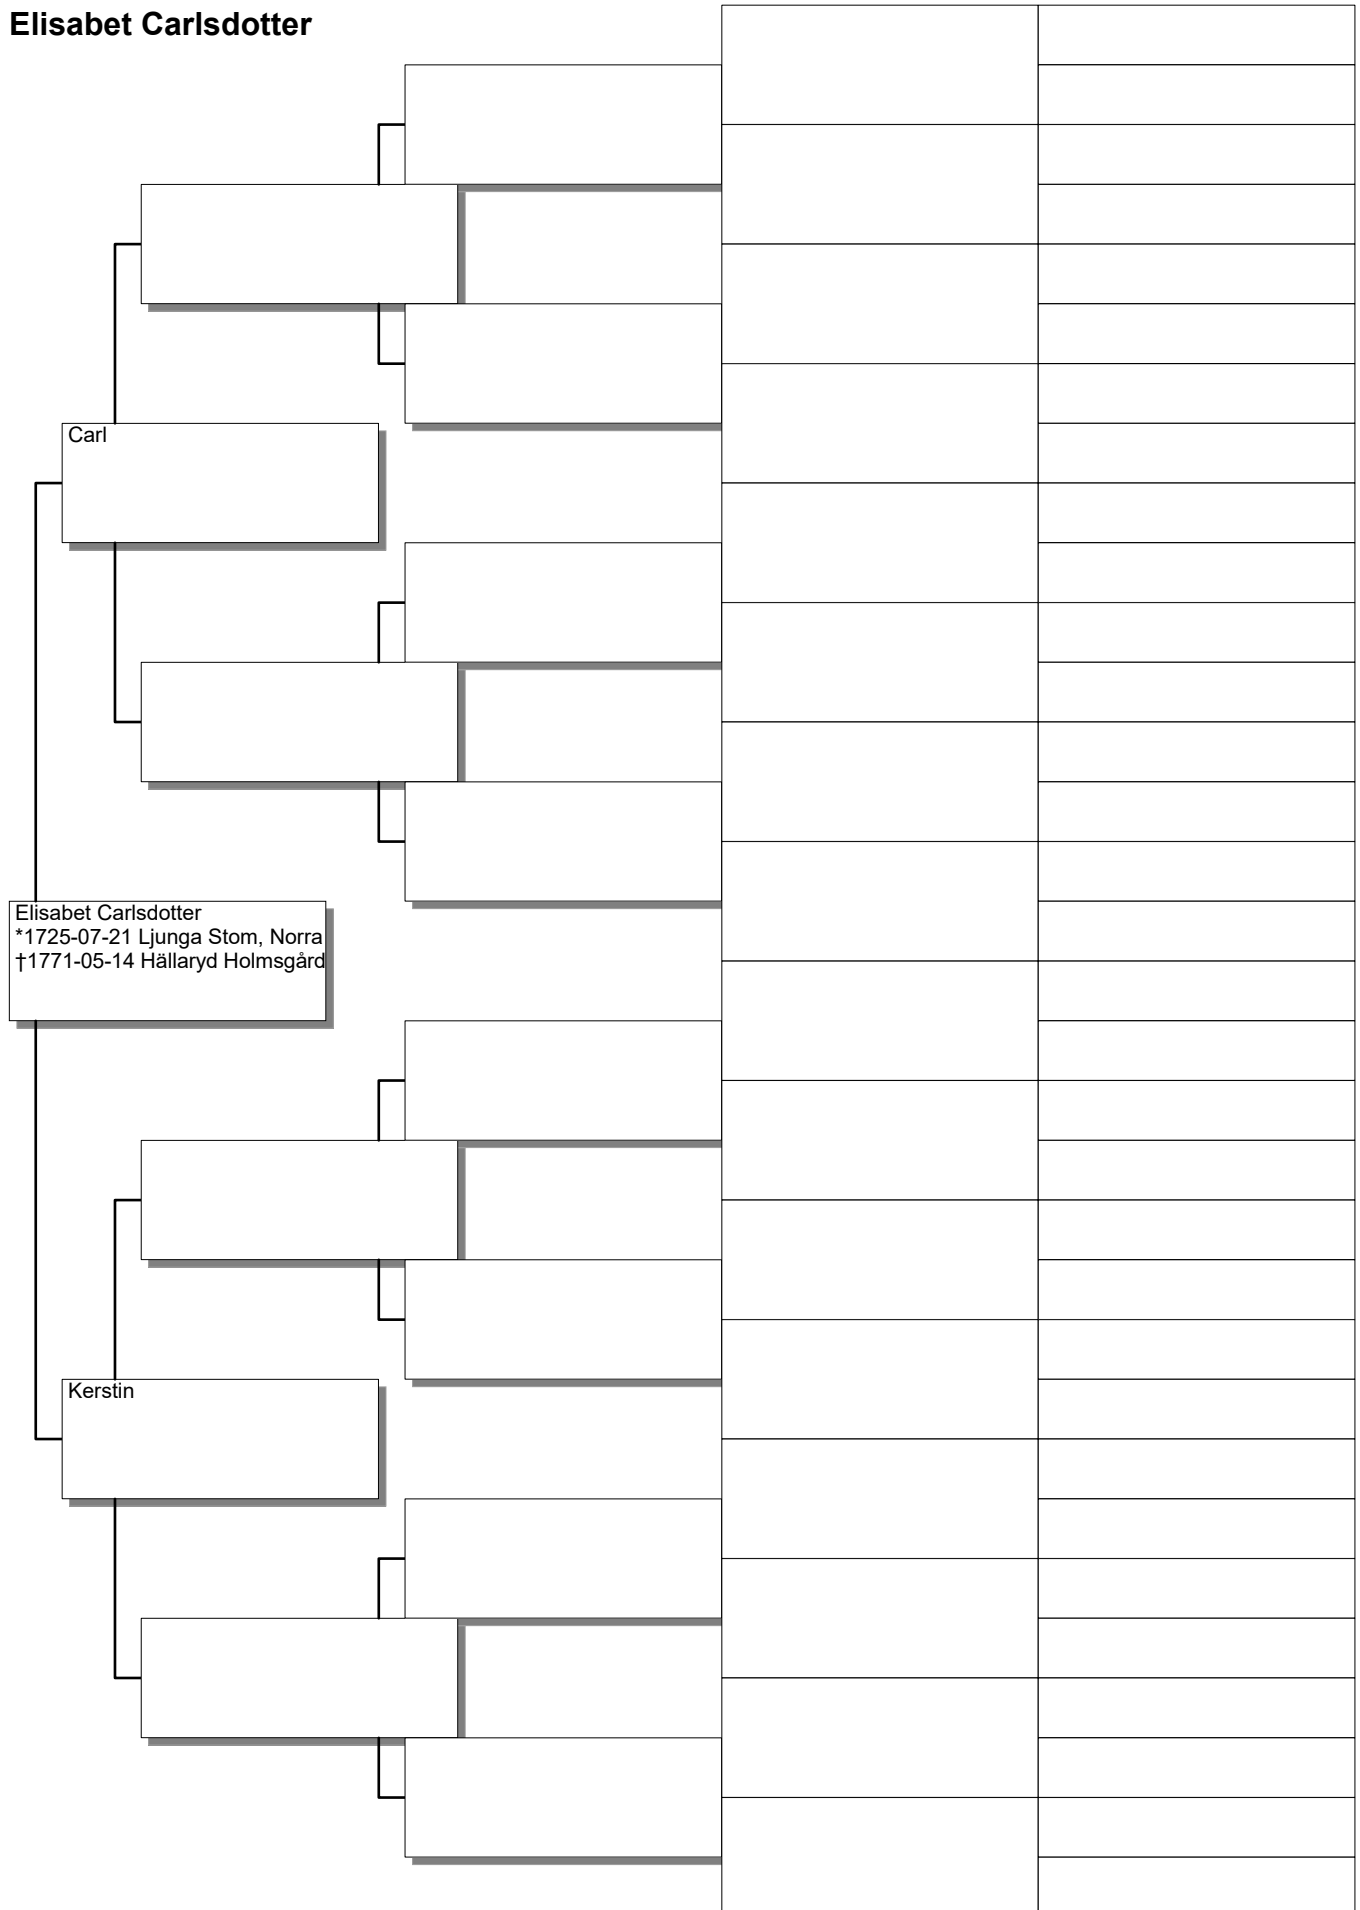 Elisabet Carlsdotter
Carl
Elisabet Carlsdotter
*1725-07-21 Ljunga Stom, Norra
†1771-05-14 Hällaryd Holmsgård
Kerstin